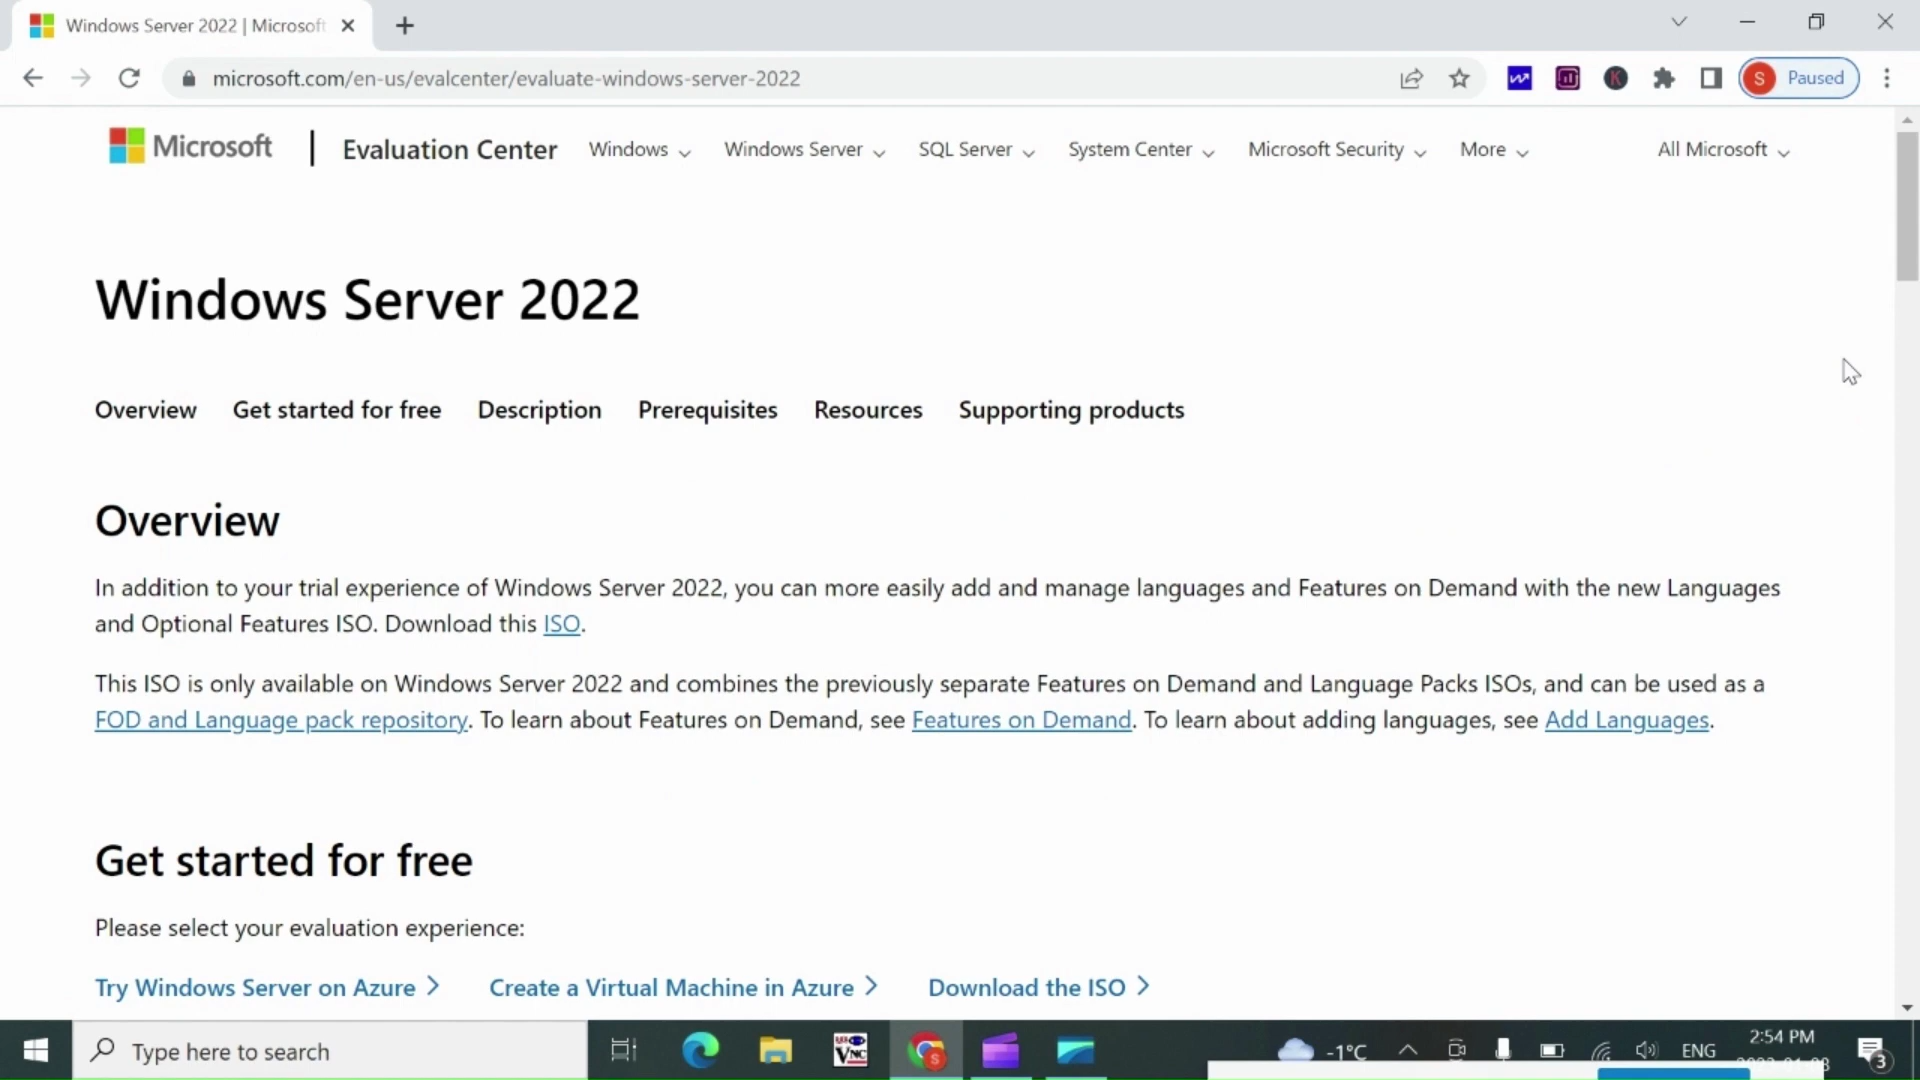 Windows Server 2022 | Microsoft
microsoft.com/en-us/evalcenter/evaluate-windows-server-2022
S Paused
Microsoft | Evaluation Center Windows Windows Server SQL Server System Center Microsoft Security More All Microsoft
Windows Server 2022
Overview Get started for free Description Prerequisites Resources Supporting products
Overview
In addition to your trial experience of Windows Server 2022, you can more easily add and manage languages and Features on Demand with the new Languages
and Optional Features ISO. Download this ISO.
This ISO is only available on Windows Server 2022 and combines the previously separate Features on Demand and Language Packs ISOs, and can be used as a
FOD and Language pack repository. To learn about Features on Demand, see Features on Demand. To learn about adding languages, see Add Languages.
Get started for free
Please select your evaluation experience:
Try Windows Server on Azure Create a Virtual Machine in Azure Download the ISO
Type here to search VNC S -1°C ENG 2:54 PM 3